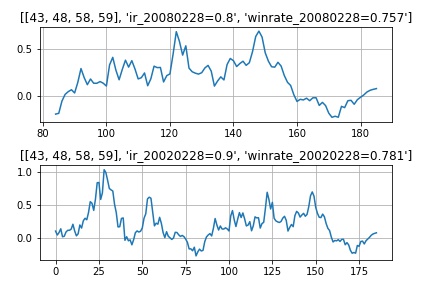 [[43, 48, 58, 59], 'ir_20080228=0.8', 'winrate_20080228=0.757']
0.5
0.0
80 100 120 140 160 180
[[43, 48, 58, 59], 'ir_20020228=0.9', 'winrate_20020228=0.781']
1.0
0.5
0.0
0 25 50 75 100 125 150 175